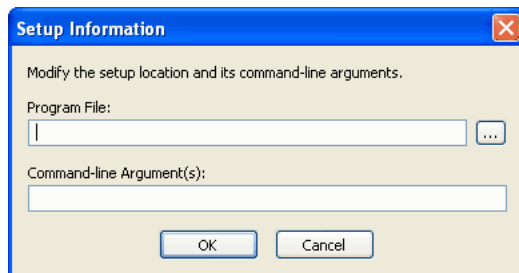 Setup Information
Modify the setup location and its command-line arguments.
Program File:
...
Command-line Argument(s):
OK Cancel